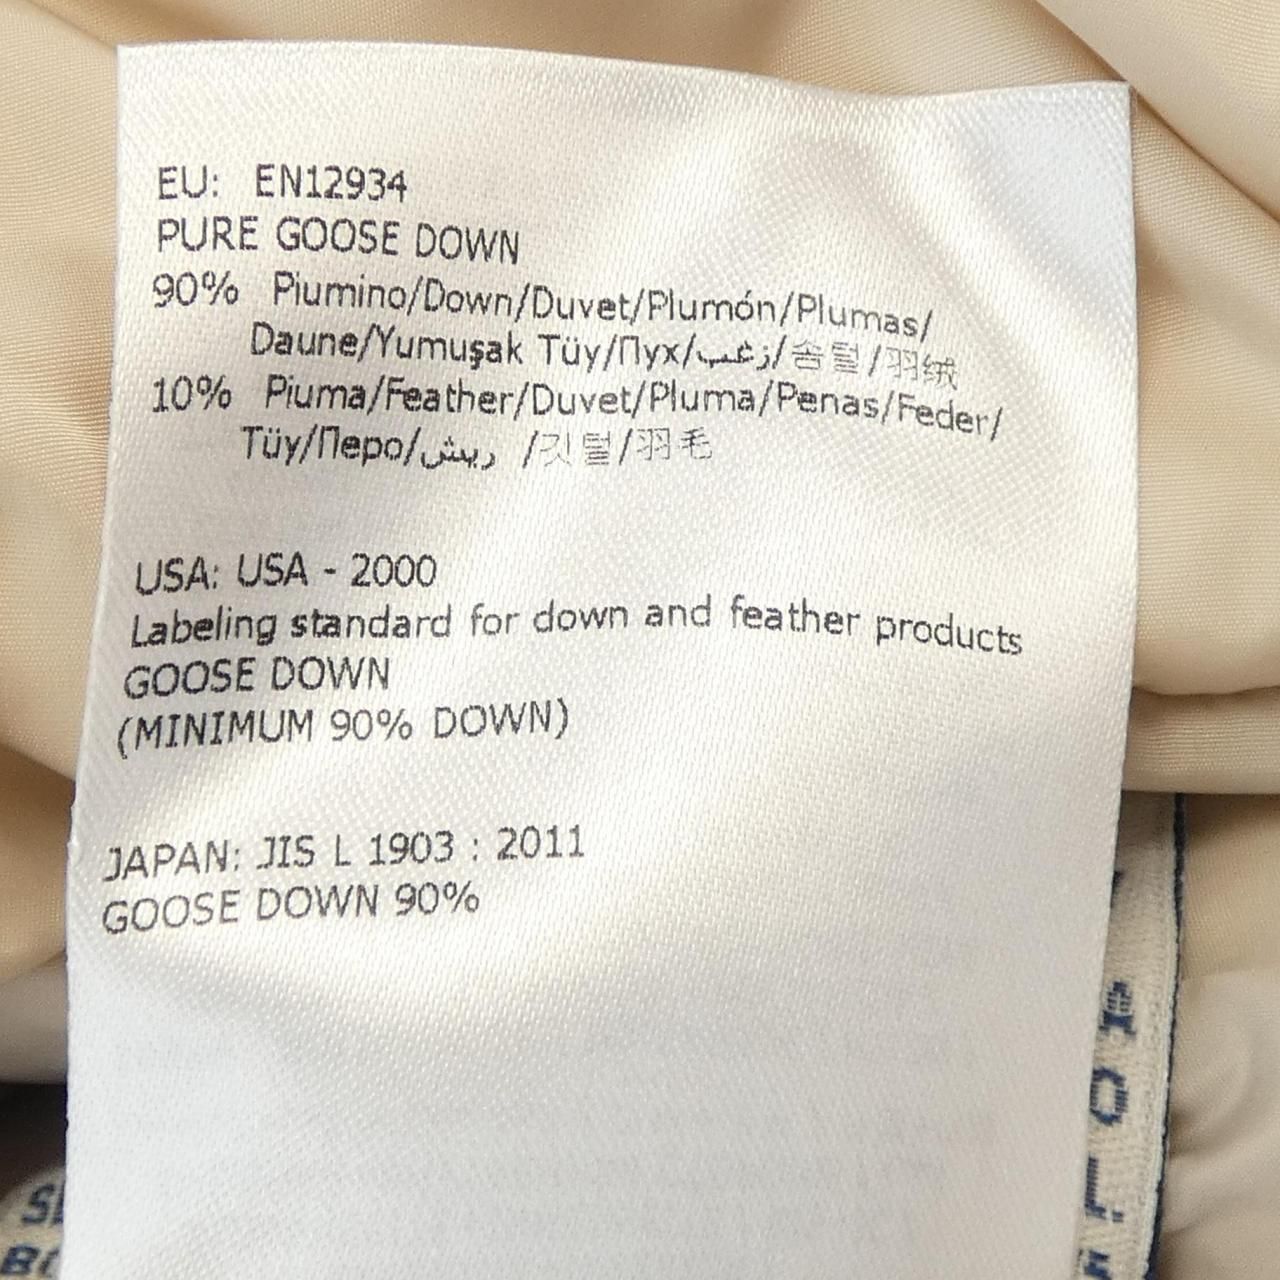 EU: EN12934
PURE GOOSE DOWN
90% Piumino/Down/Duvet/Plumón/Plumas/
Daune/Yumuşak Tüy/Пух/زغب/솜털/羽绒
10% Piuma/Feather/Duvet/Pluma/Penas/Feder/
Tüy/Перо/ريش /깃털/羽毛
USA: USA - 2000
Labeling standard for down and feather products
GOOSE DOWN
(MINIMUM 90% DOWN)
JAPAN: JIS L 1903 : 2011
GOOSE DOWN 90%